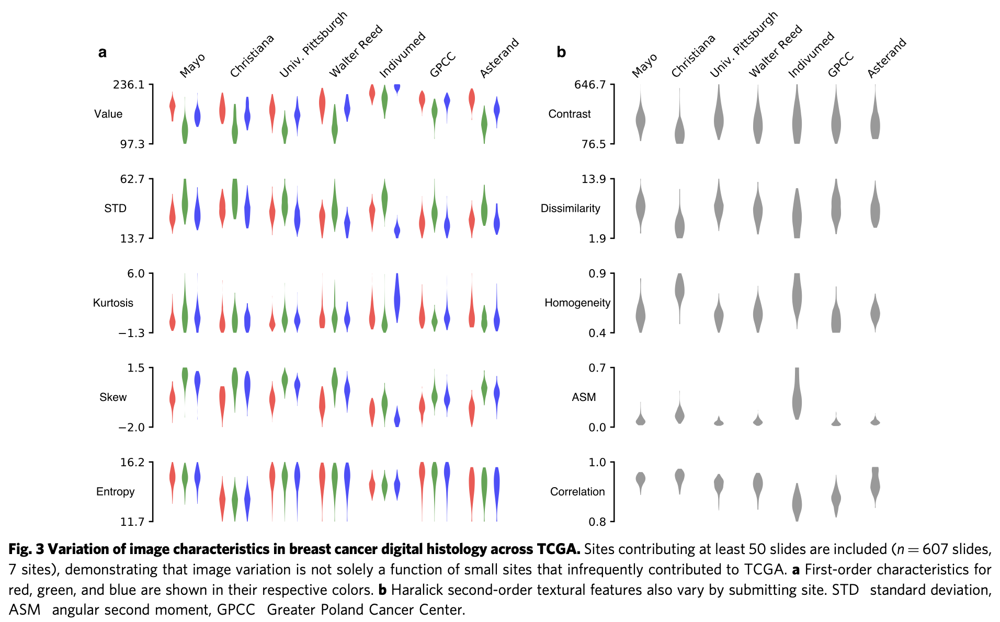 a
Mayo
Christiana
Univ. Pittsburgh
Walter Reed
Indivumed
GPCC
Asterand
236.1
Value
97.3
62.7
STD
13.7
6.0
Kurtosis
−1.3
1.5
Skew
−2.0
16.2
Entropy
11.7
b
Mayo
Christiana
Univ. Pittsburgh
Walter Reed
Indivumed
GPCC
Asterand
646.7
Contrast
76.5
13.9
Dissimilarity
1.9
0.9
Homogeneity
0.4
0.7
ASM
0.0
1.0
Correlation
0.8
Fig. 3 Variation of image characteristics in breast cancer digital histology across TCGA. Sites contributing at least 50 slides are included (n = 607 slides,
7 sites), demonstrating that image variation is not solely a function of small sites that infrequently contributed to TCGA. a First-order characteristics for
red, green, and blue are shown in their respective colors. b Haralick second-order textural features also vary by submitting site. STD standard deviation,
ASM angular second moment, GPCC Greater Poland Cancer Center.